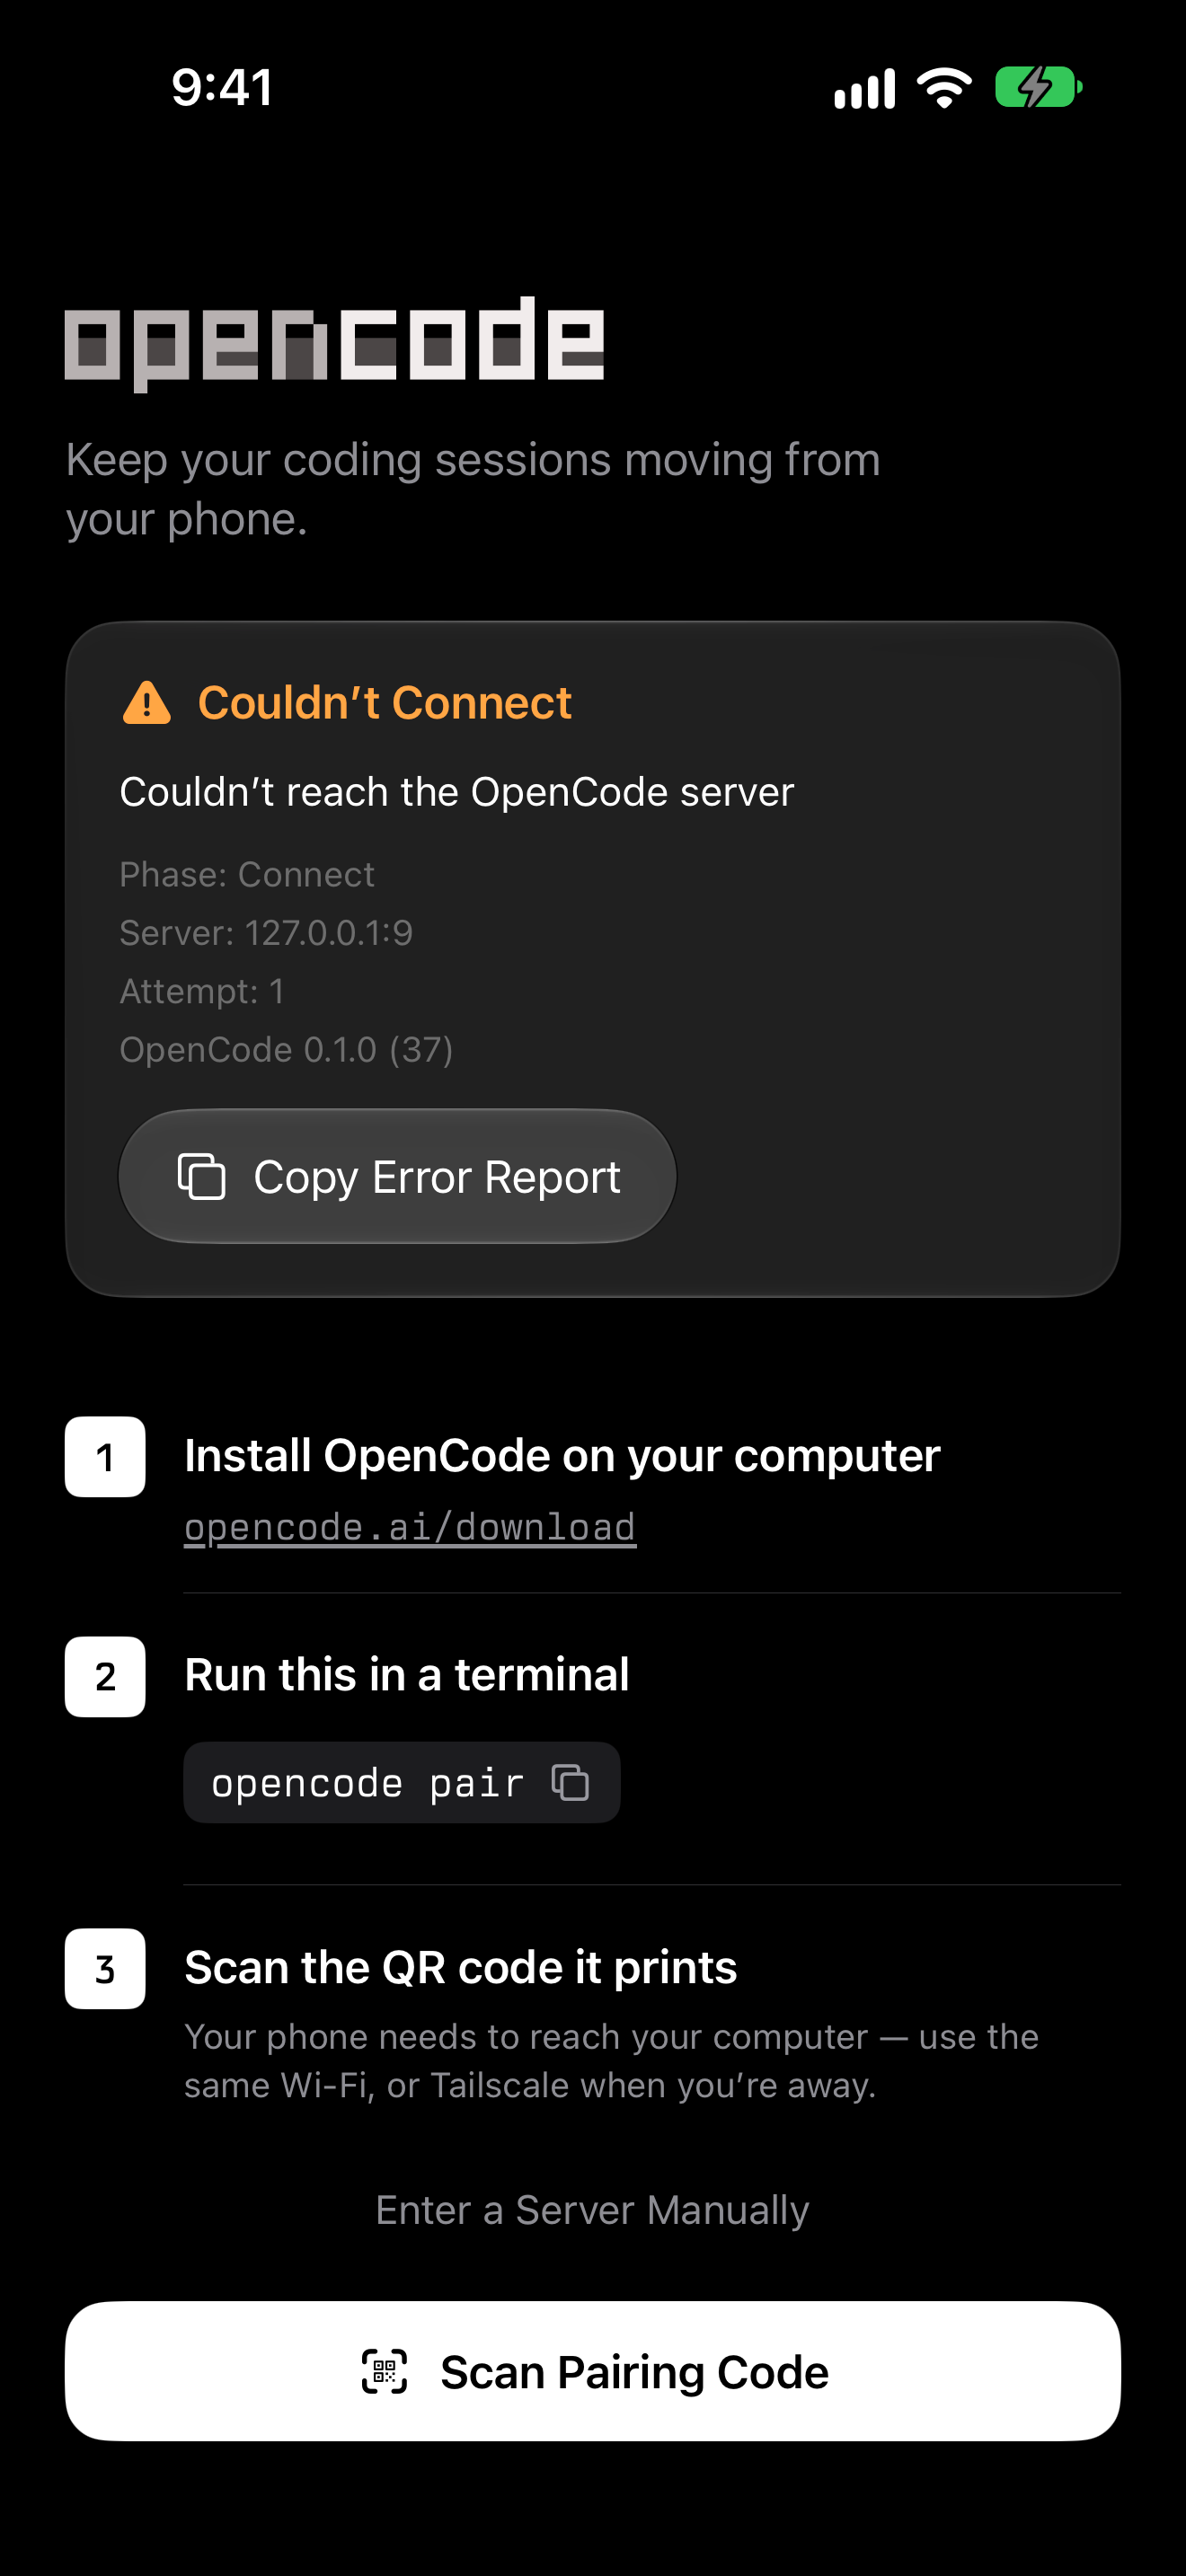 9:41
opencode
Keep your coding sessions moving from
your phone.
Couldn’t Connect
Couldn’t reach the OpenCode server
Phase: Connect
Server: 127.0.0.1:9
Attempt: 1
OpenCode 0.1.0 (37)
Copy Error Report
1 Install OpenCode on your computer
opencode.ai/download
2 Run this in a terminal
opencode pair
3 Scan the QR code it prints
Your phone needs to reach your computer — use the
same Wi-Fi, or Tailscale when you’re away.
Enter a Server Manually
Scan Pairing Code